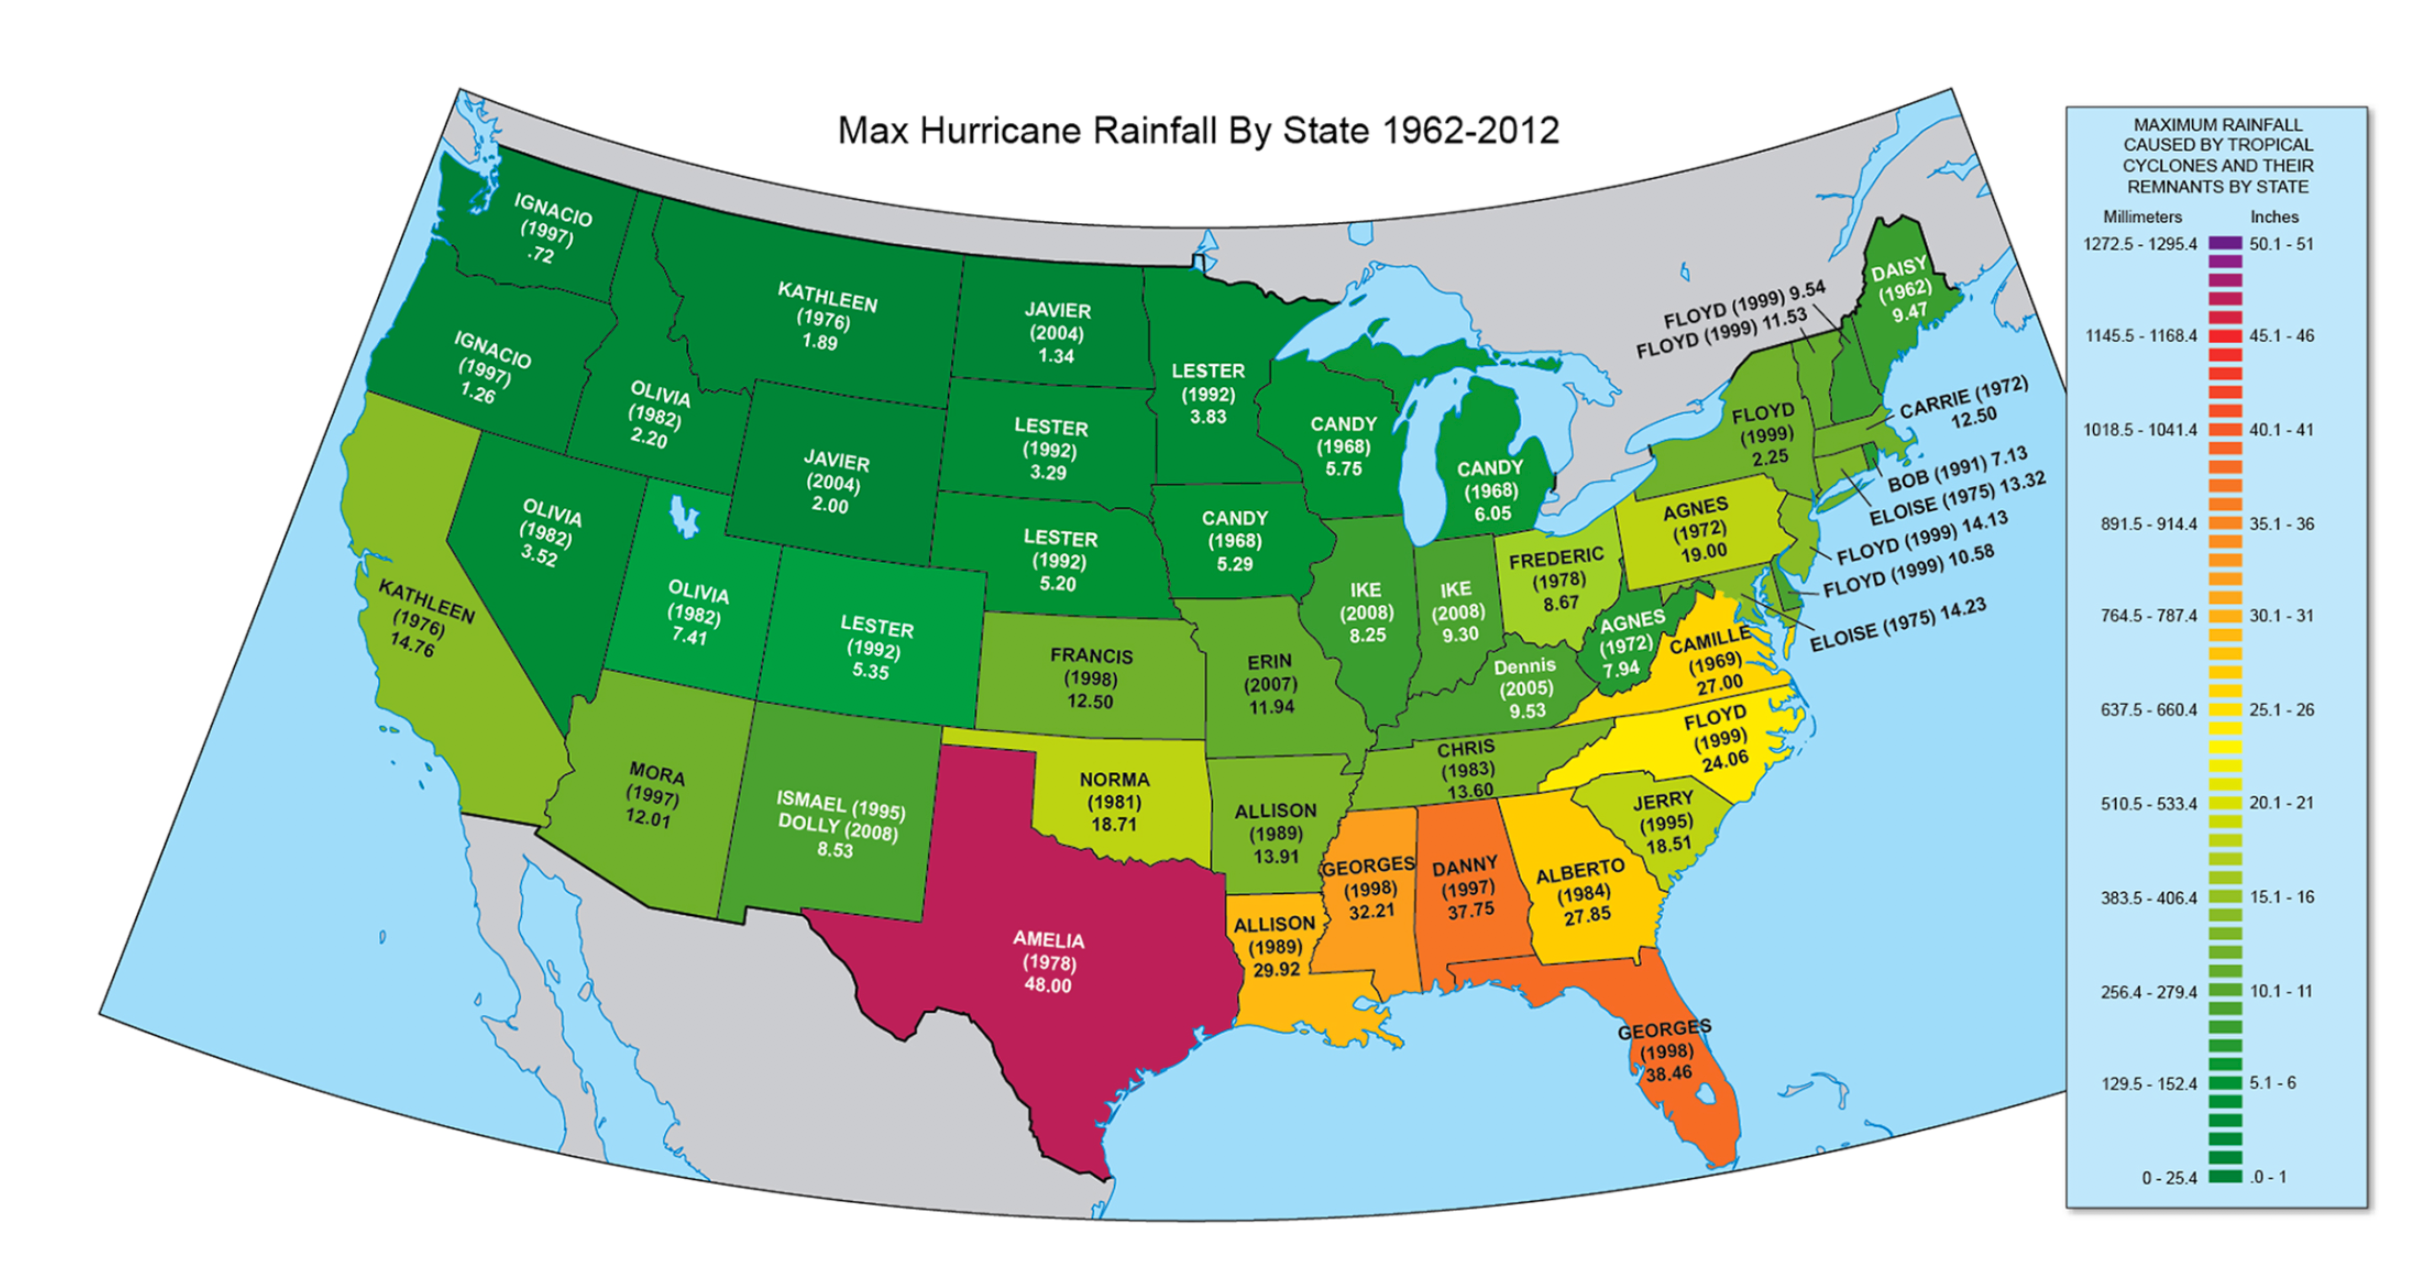 Max Hurricane Rainfall By State 1962-2012
IGNACIO
(1997)
.72
IGNACIO
(1997)
1.26
KATHLEEN
(1976)
1.89
OLIVIA
(1982)
2.20
JAVIER
(2004)
1.34
LESTER
(1992)
3.83
LESTER
(1992)
3.29
JAVIER
(2004)
2.00
CANDY
(1968)
5.75
CANDY
(1968)
6.05
OLIVIA
(1982)
3.52
LESTER
(1992)
5.20
CANDY
(1968)
5.29
KATHLEEN
(1976)
14.76
OLIVIA
(1982)
7.41
LESTER
(1992)
5.35
FRANCIS
(1998)
12.50
ERIN
(2007)
11.94
IKE
(2008)
8.25
IKE
(2008)
9.30
FREDERIC
(1978)
8.67
AGNES
(1972)
19.00
FLOYD
(1999)
2.25
FLOYD (1999) 9.54
FLOYD (1999) 11.53
DAISY
(1962)
9.47
CARRIE (1972)
12.50
BOB (1991) 7.13
ELOISE (1975) 13.32
FLOYD (1999) 14.13
FLOYD (1999) 10.58
ELOISE (1975) 14.23
AGNES
(1972)
7.94
CAMILLE
(1969)
27.00
Dennis
(2005)
9.53
FLOYD
(1999)
24.06
CHRIS
(1983)
13.60
JERRY
(1995)
18.51
MORA
(1997)
12.01
ISMAEL (1995)
DOLLY (2008)
8.53
NORMA
(1981)
18.71
ALLISON
(1989)
13.91
AMELIA
(1978)
48.00
ALLISON
(1989)
29.92
GEORGES
(1998)
32.21
DANNY
(1997)
37.75
ALBERTO
(1984)
27.85
GEORGES
(1998)
38.46
MAXIMUM RAINFALL
CAUSED BY TROPICAL
CYCLONES AND THEIR
REMNANTS BY STATE
Millimeters Inches
1272.5 - 1295.4 50.1 - 51
1145.5 - 1168.4 45.1 - 46
1018.5 - 1041.4 40.1 - 41
891.5 - 914.4 35.1 - 36
764.5 - 787.4 30.1 - 31
637.5 - 660.4 25.1 - 26
510.5 - 533.4 20.1 - 21
383.5 - 406.4 15.1 - 16
256.4 - 279.4 10.1 - 11
129.5 - 152.4 5.1 - 6
0 - 25.4 .0 - 1